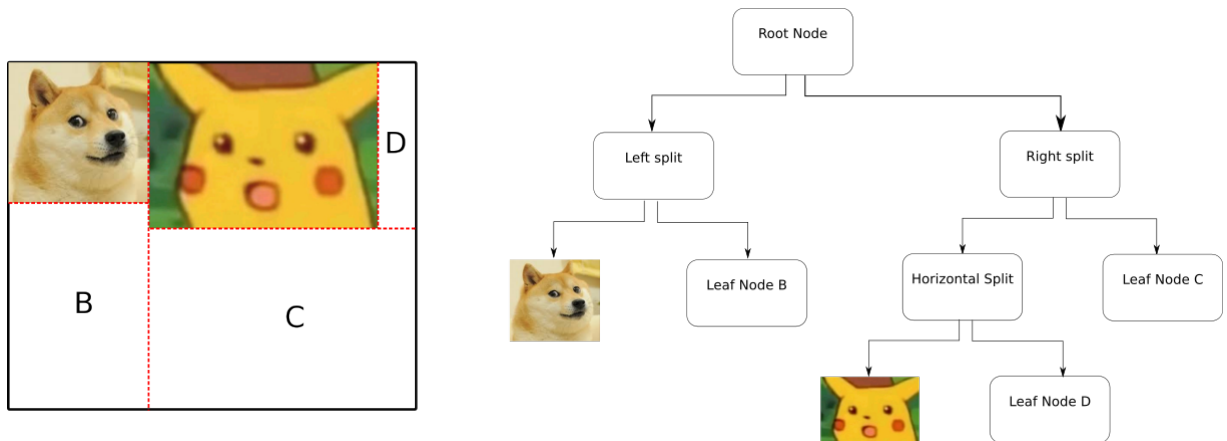 D
B
C
Root Node
Left split
Right split
Leaf Node B
Horizontal Split
Leaf Node C
Leaf Node D